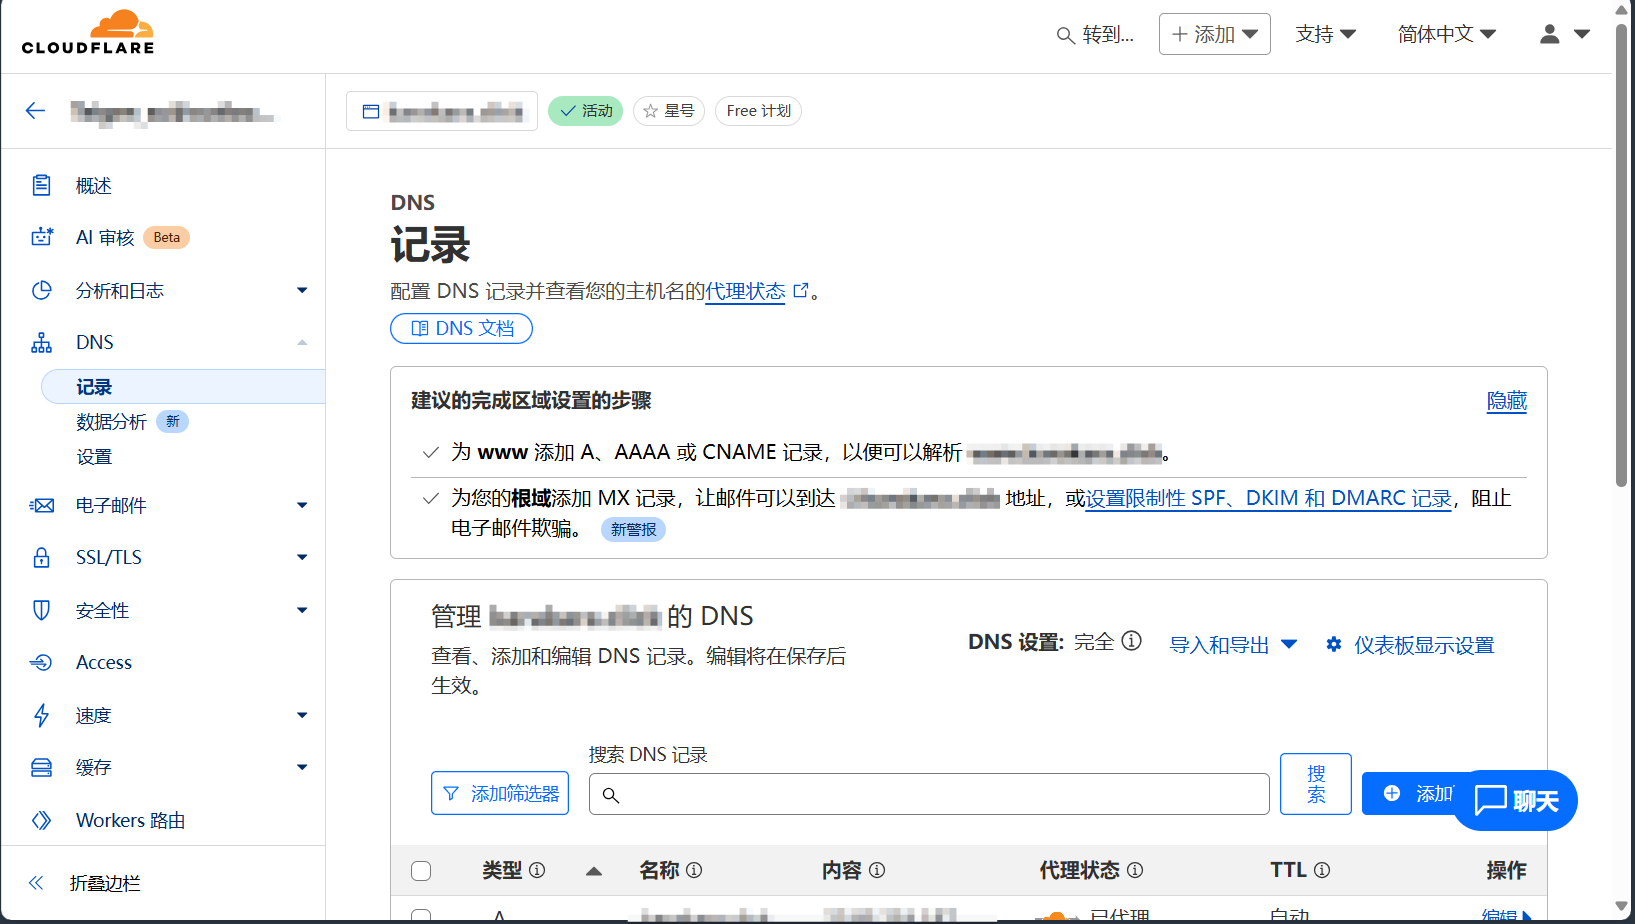 CLOUDFLARE
转到...
添加
支持
简体中文
活动
星号
Free 计划
概述
AI 审核 Beta
分析和日志
DNS
记录
数据分析 新
设置
电子邮件
SSL/TLS
安全性
Access
速度
缓存
Workers 路由
折叠边栏
DNS
记录
配置 DNS 记录并查看您的主机名的代理状态。
DNS 文档
建议的完成区域设置的步骤
隐藏
为 www 添加 A、AAAA 或 CNAME 记录，以便可以解析 。
为您的根域添加 MX 记录，让邮件可以到达 地址，或设置限制性 SPF、DKIM 和 DMARC 记录，阻止
电子邮件欺骗。 新警报
管理 的 DNS
查看、添加和编辑 DNS 记录。编辑将在保存后
生效。
DNS 设置: 完全
导入和导出
仪表板显示设置
搜索 DNS 记录
添加筛选器
搜
索
添加
聊天
类型 名称 内容 代理状态 TTL 操作
A 已代理 自动 编辑